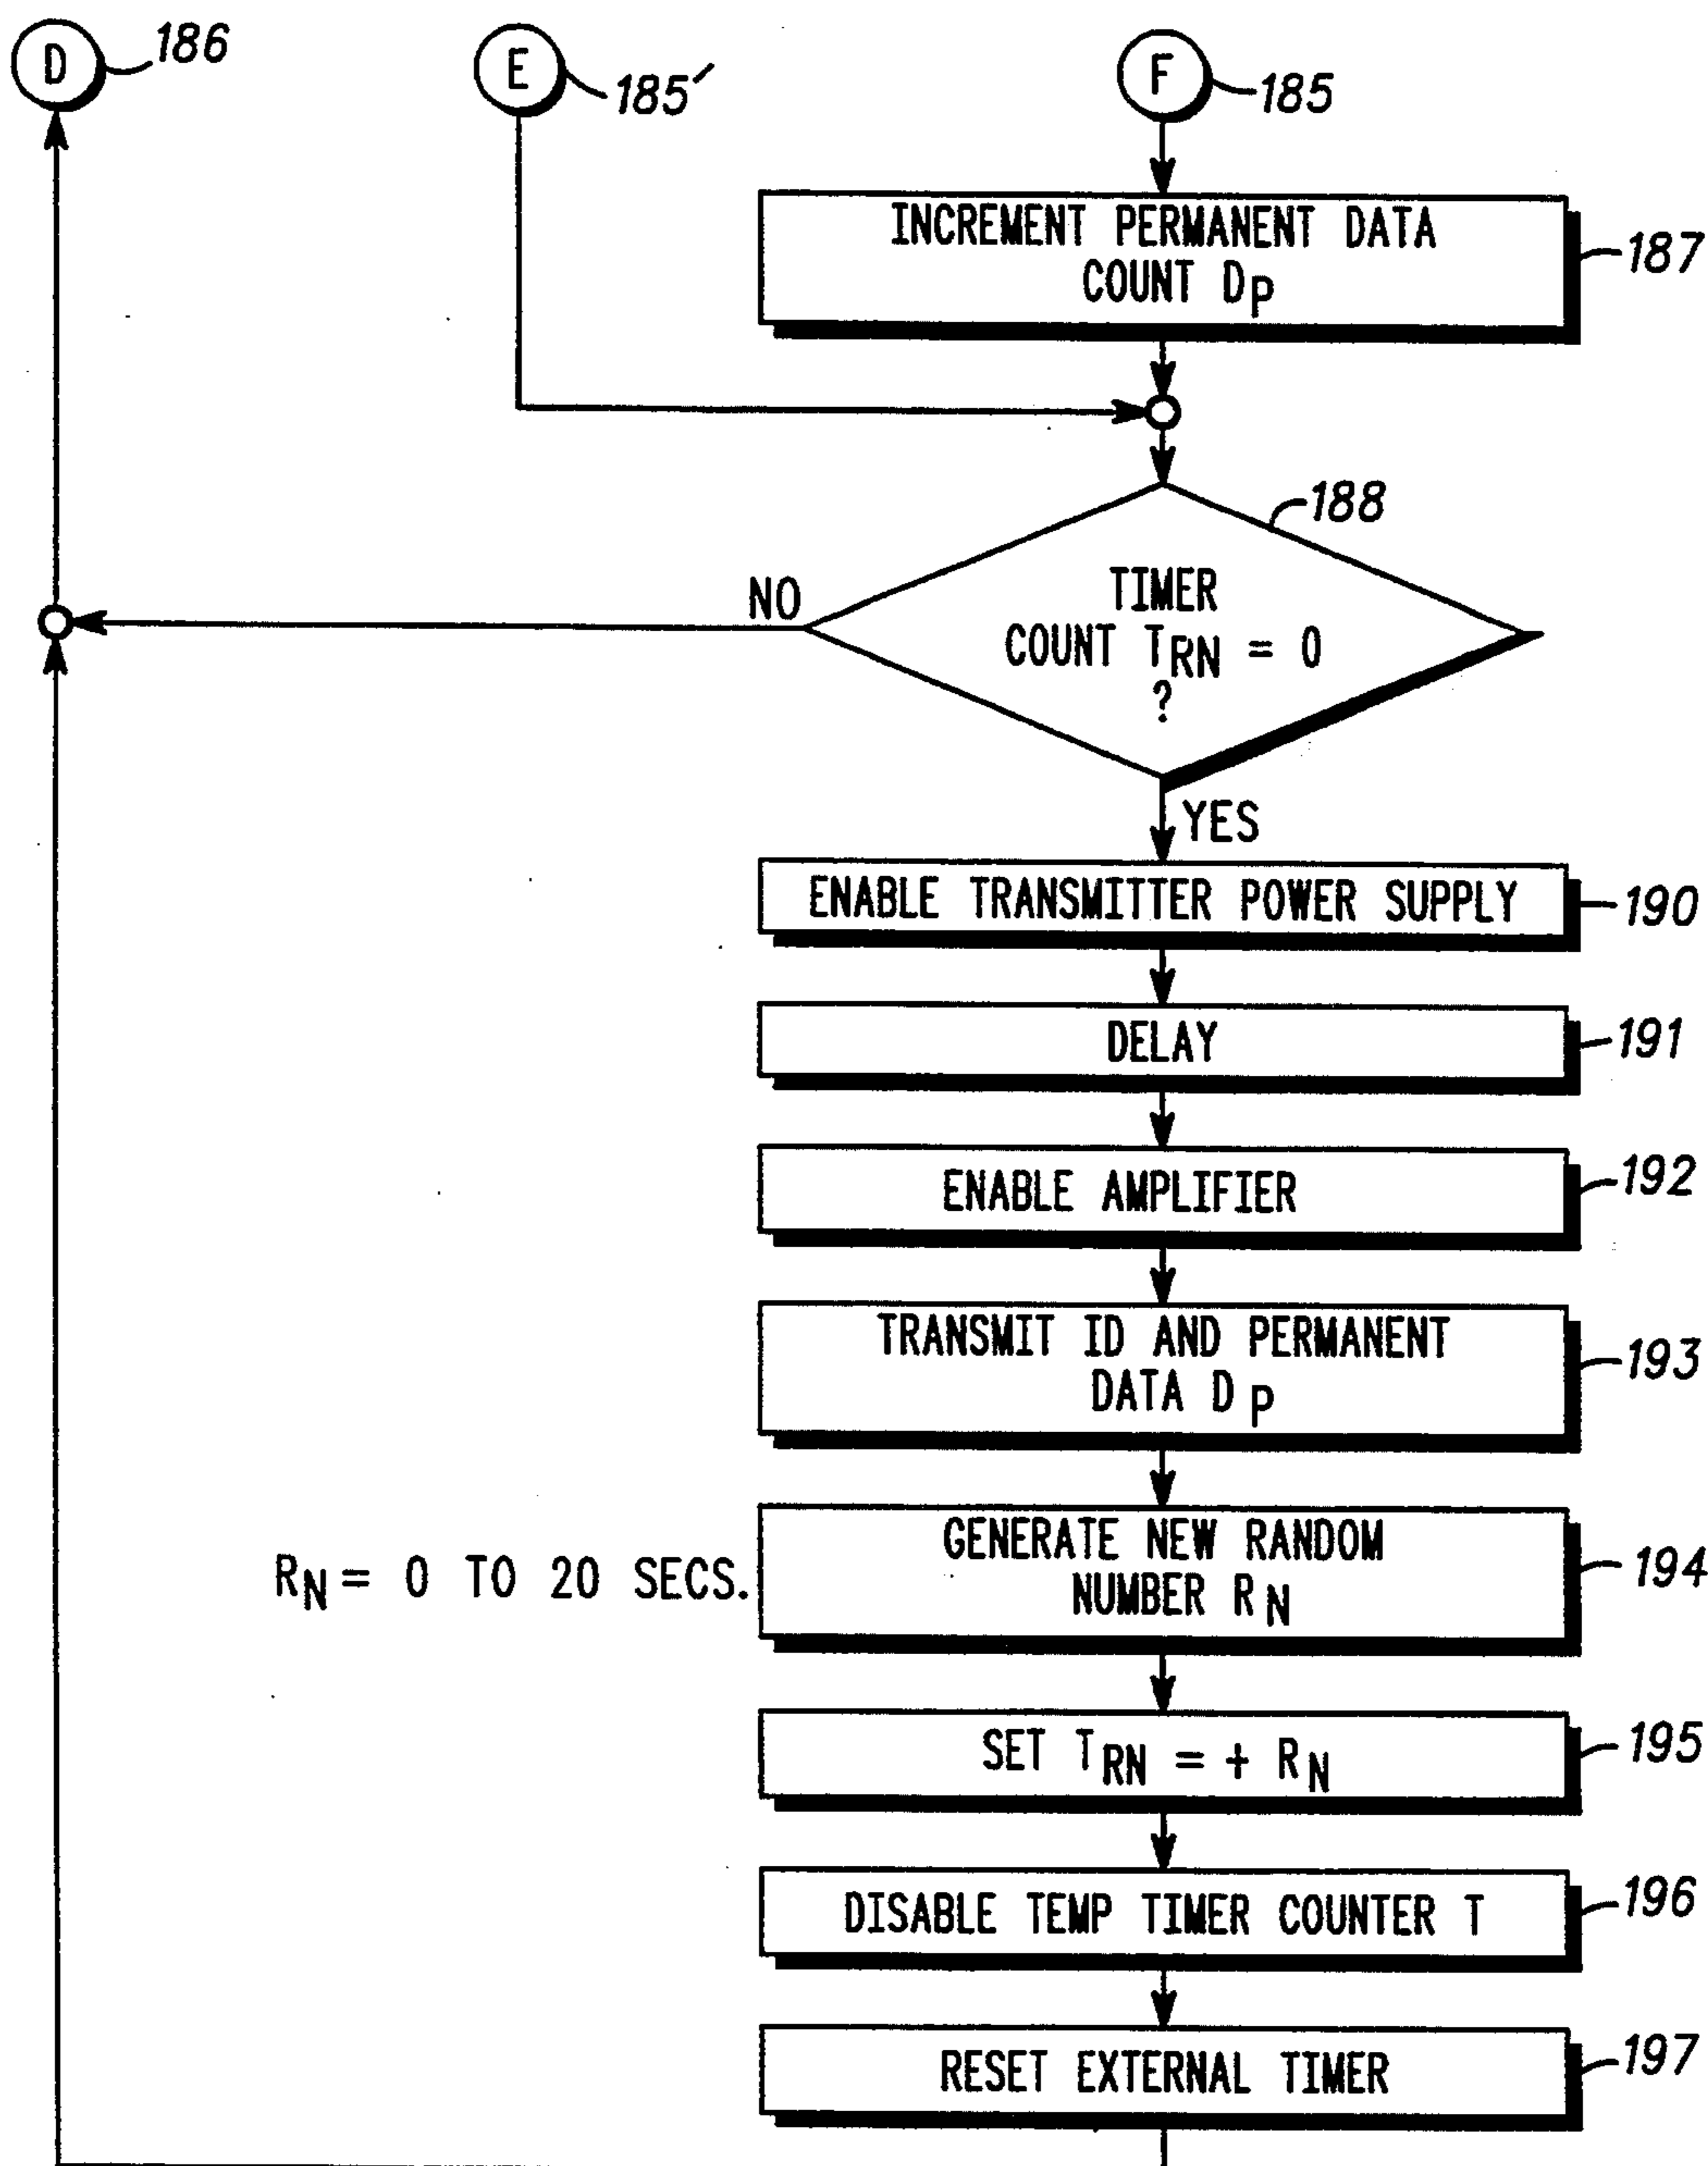 D 186
E 185′
F 185
INCREMENT PERMANENT DATA
COUNT DP
187
188
TIMER
COUNT TRN = 0
?
NO
YES
ENABLE TRANSMITTER POWER SUPPLY
190
DELAY
191
ENABLE AMPLIFIER
192
TRANSMIT ID AND PERMANENT
DATA DP
193
RN = 0 TO 20 SECS.
GENERATE NEW RANDOM
NUMBER RN
194
SET TRN = + RN
195
DISABLE TEMP TIMER COUNTER T
196
RESET EXTERNAL TIMER
197